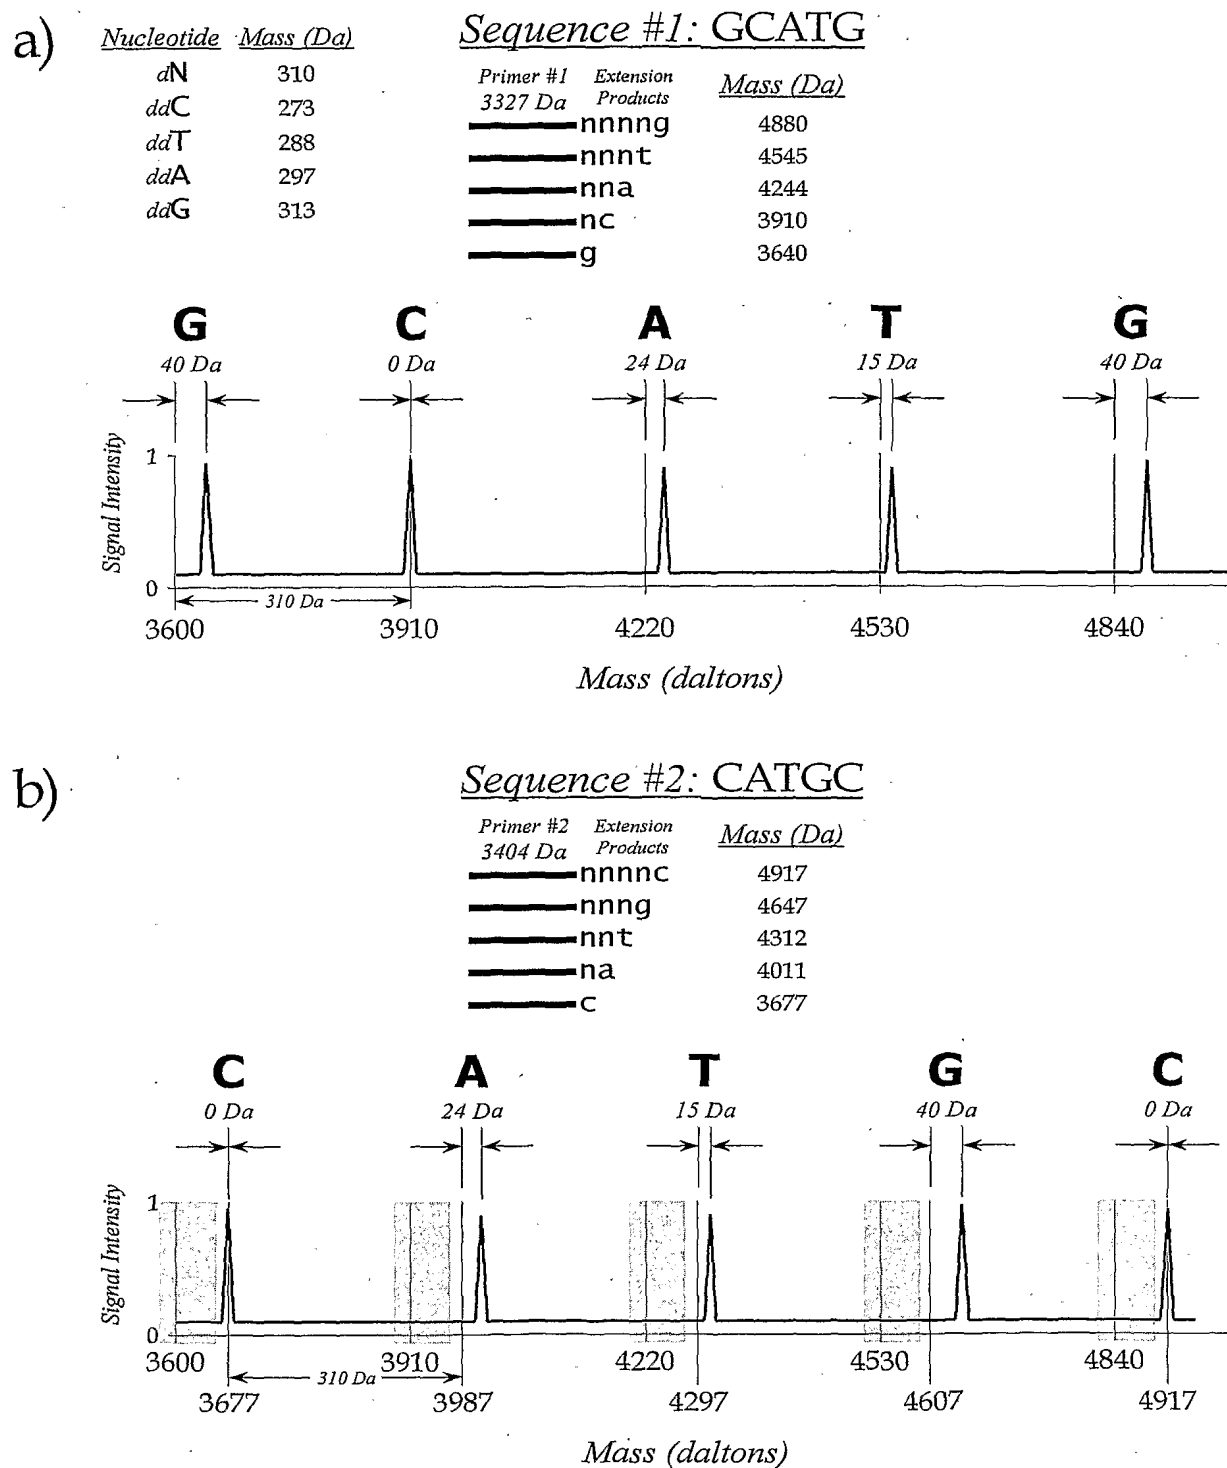 a)
Nucleotide Mass (Da)
dN 310
ddC 273
ddT 288
ddA 297
ddG 313
Sequence #1: GCATG
Primer #1 Extension Mass (Da)
3327 Da Products
nnnng 4880
nnnt 4545
nna 4244
nc 3910
g 3640
G C A T G
40 Da 0 Da 24 Da 15 Da 40 Da
Signal Intensity
1
0
310 Da
3600 3910 4220 4530 4840
Mass (daltons)
b)
Sequence #2: CATGC
Primer #2 Extension Mass (Da)
3404 Da Products
nnnnc 4917
nnng 4647
nnt 4312
na 4011
c 3677
C A T G C
0 Da 24 Da 15 Da 40 Da 0 Da
Signal Intensity
1
0
3600 3910 4220 4530 4840
310 Da
3677 3987 4297 4607 4917
Mass (daltons)